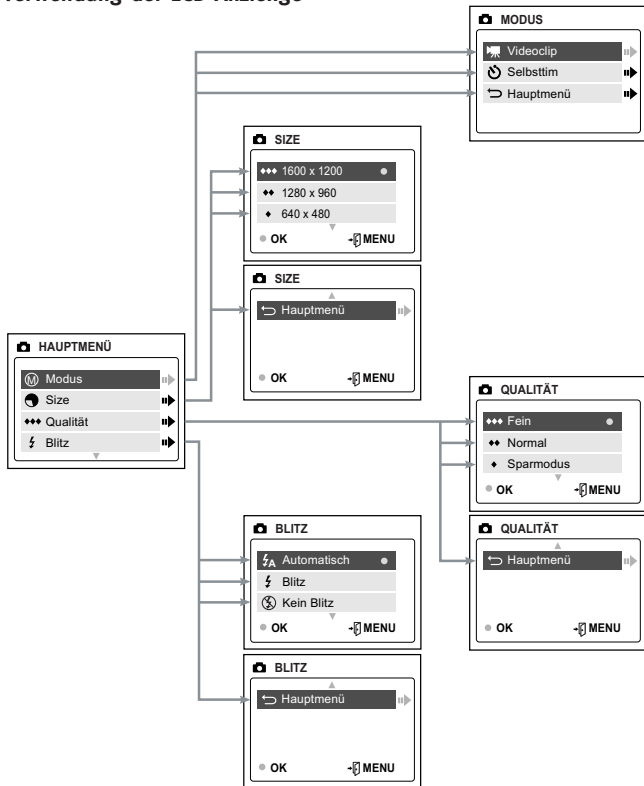 Verwendung der LCD-Anzeige
MODUS
Videoclip
Selbsttim
Hauptmenü
SIZE
1600 x 1200
1280 x 960
640 x 480
OK MENU
SIZE
Hauptmenü
OK MENU
HAUPTMENÜ
M Modus
Size
Qualität
Blitz
QUALITÄT
Fein
Normal
Sparmodus
OK MENU
QUALITÄT
Hauptmenü
OK MENU
BLITZ
A Automatisch
Blitz
Kein Blitz
OK MENU
BLITZ
Hauptmenü
OK MENU